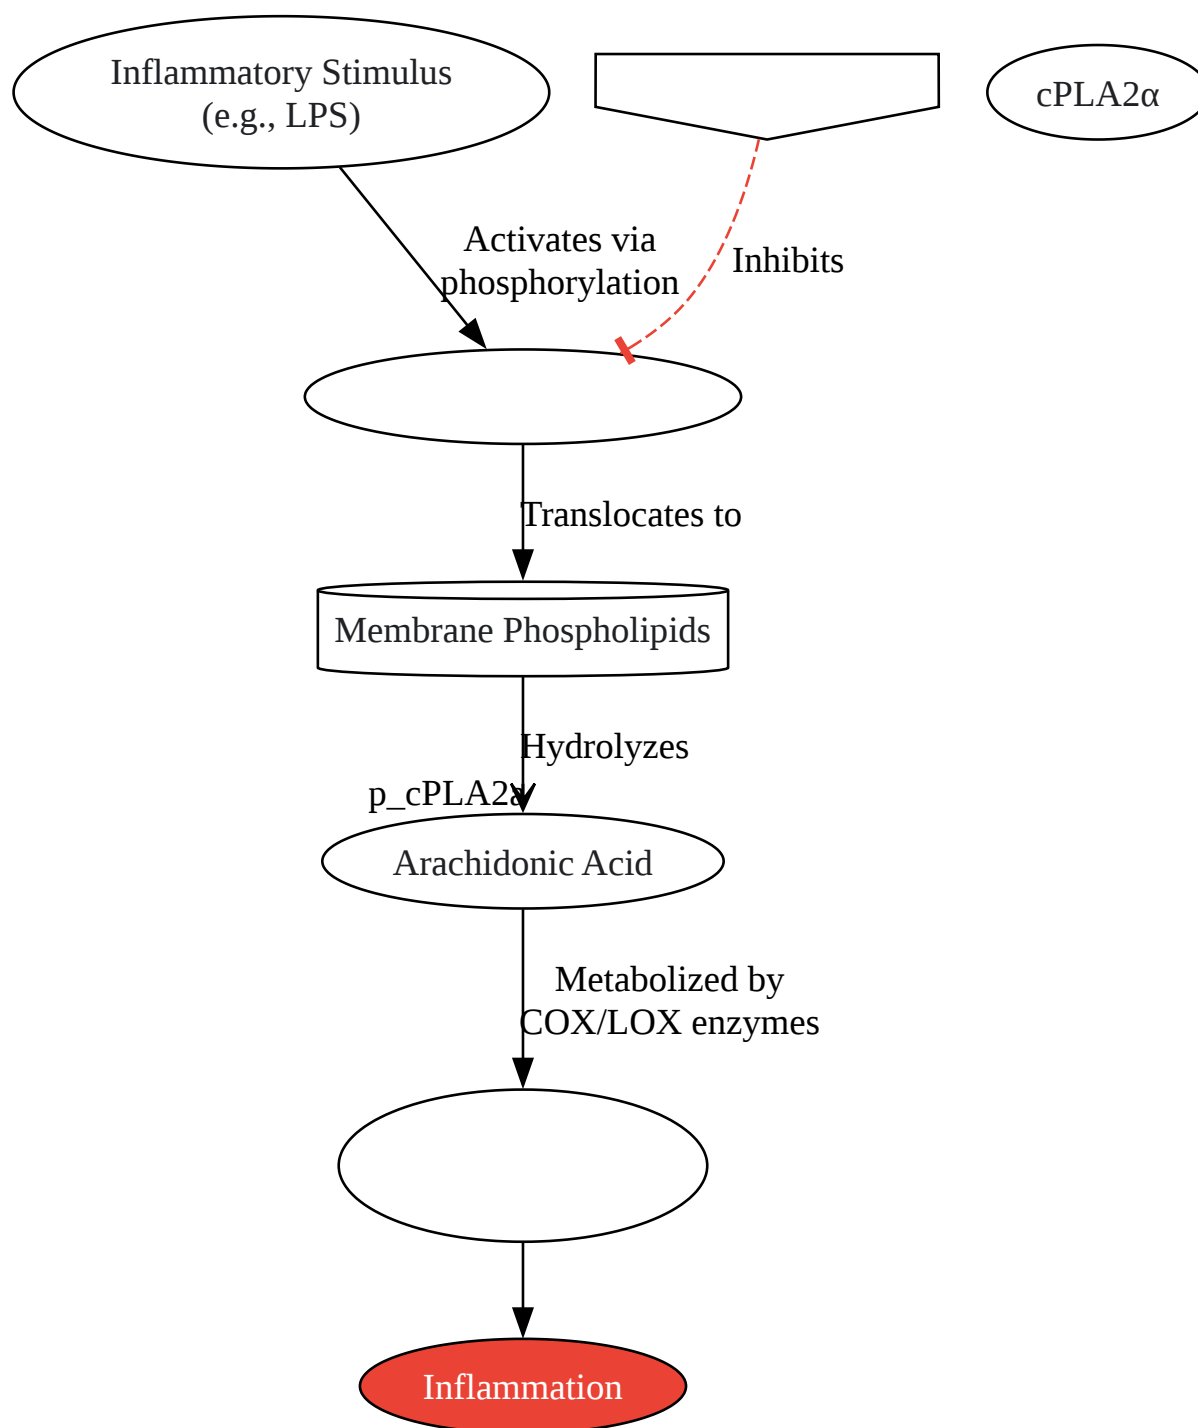 Inflammatory Stimulus
(e.g., LPS)
cPLA2α
Activates via
phosphorylation
Inhibits
Translocates to
Membrane Phospholipids
Hydrolyzes
p_cPLA2a
Arachidonic Acid
Metabolized by
COX/LOX enzymes
Inflammation